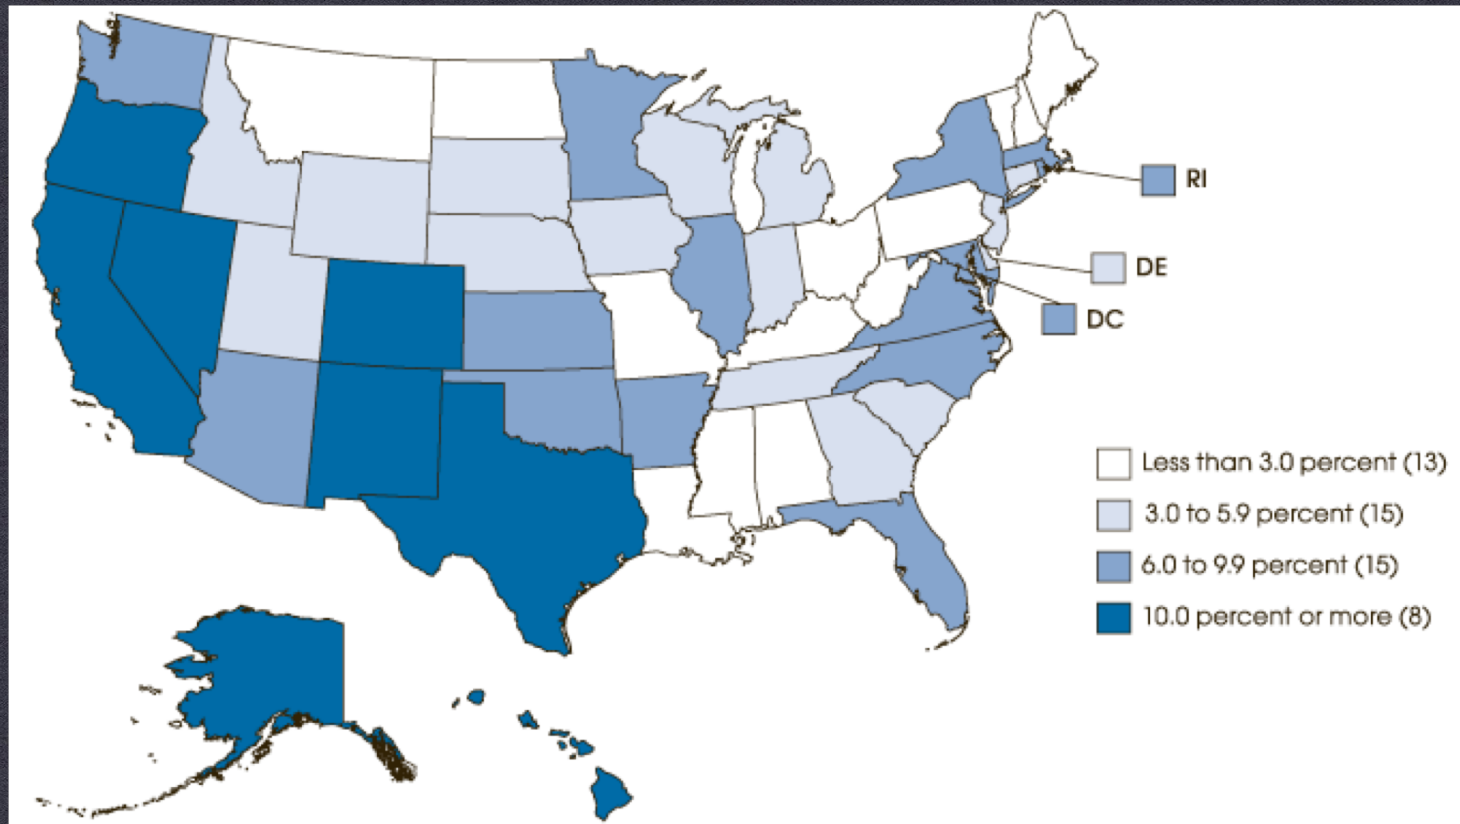 RI
DE
DC
Less than 3.0 percent (13)
3.0 to 5.9 percent (15)
6.0 to 9.9 percent (15)
10.0 percent or more (8)